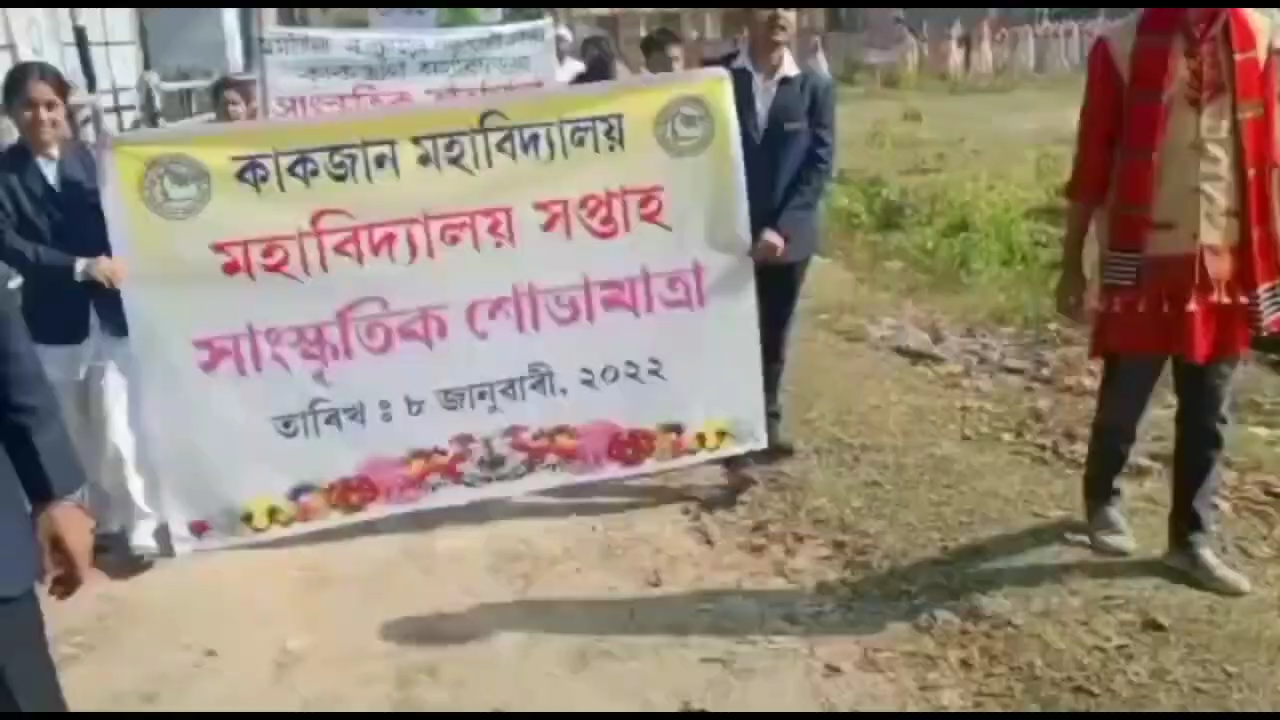 কাকজান মহাবিদ্যালয়
মহাবিদ্যালয় সপ্তাহ
সাংস্কৃতিক শোভাযাত্ৰা
তাৰিখ ঃ ৮ জানুৱাৰী, ২০২২